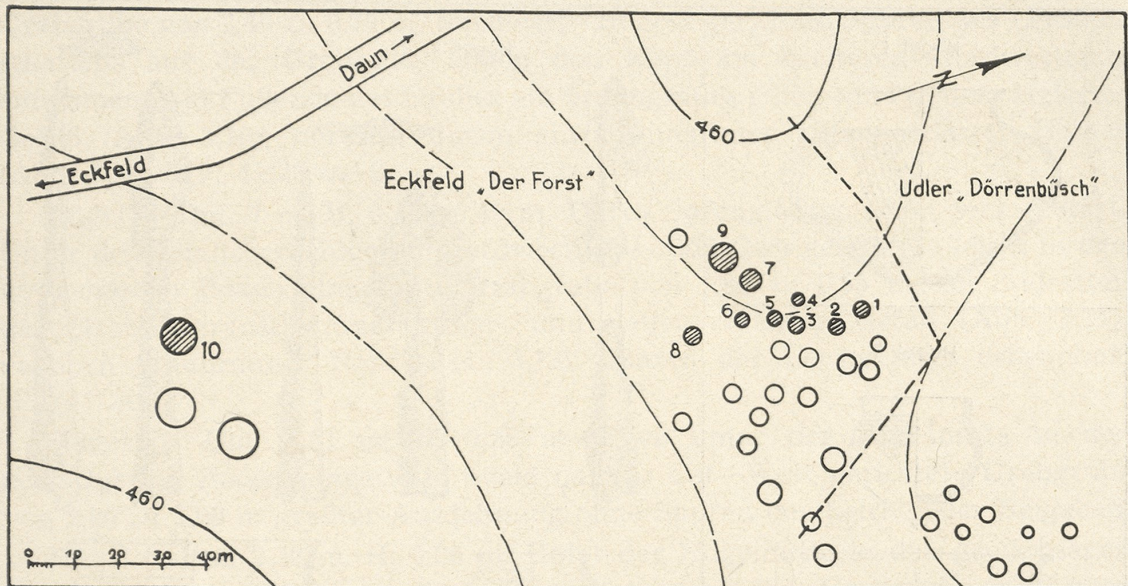 Daun →
← Eckfeld
460
N
Eckfeld „Der Forst"
Udler „Dörrenbüsch"
9
7
4
1
5
3
2
6
8
10
460
0 10 20 30 40m